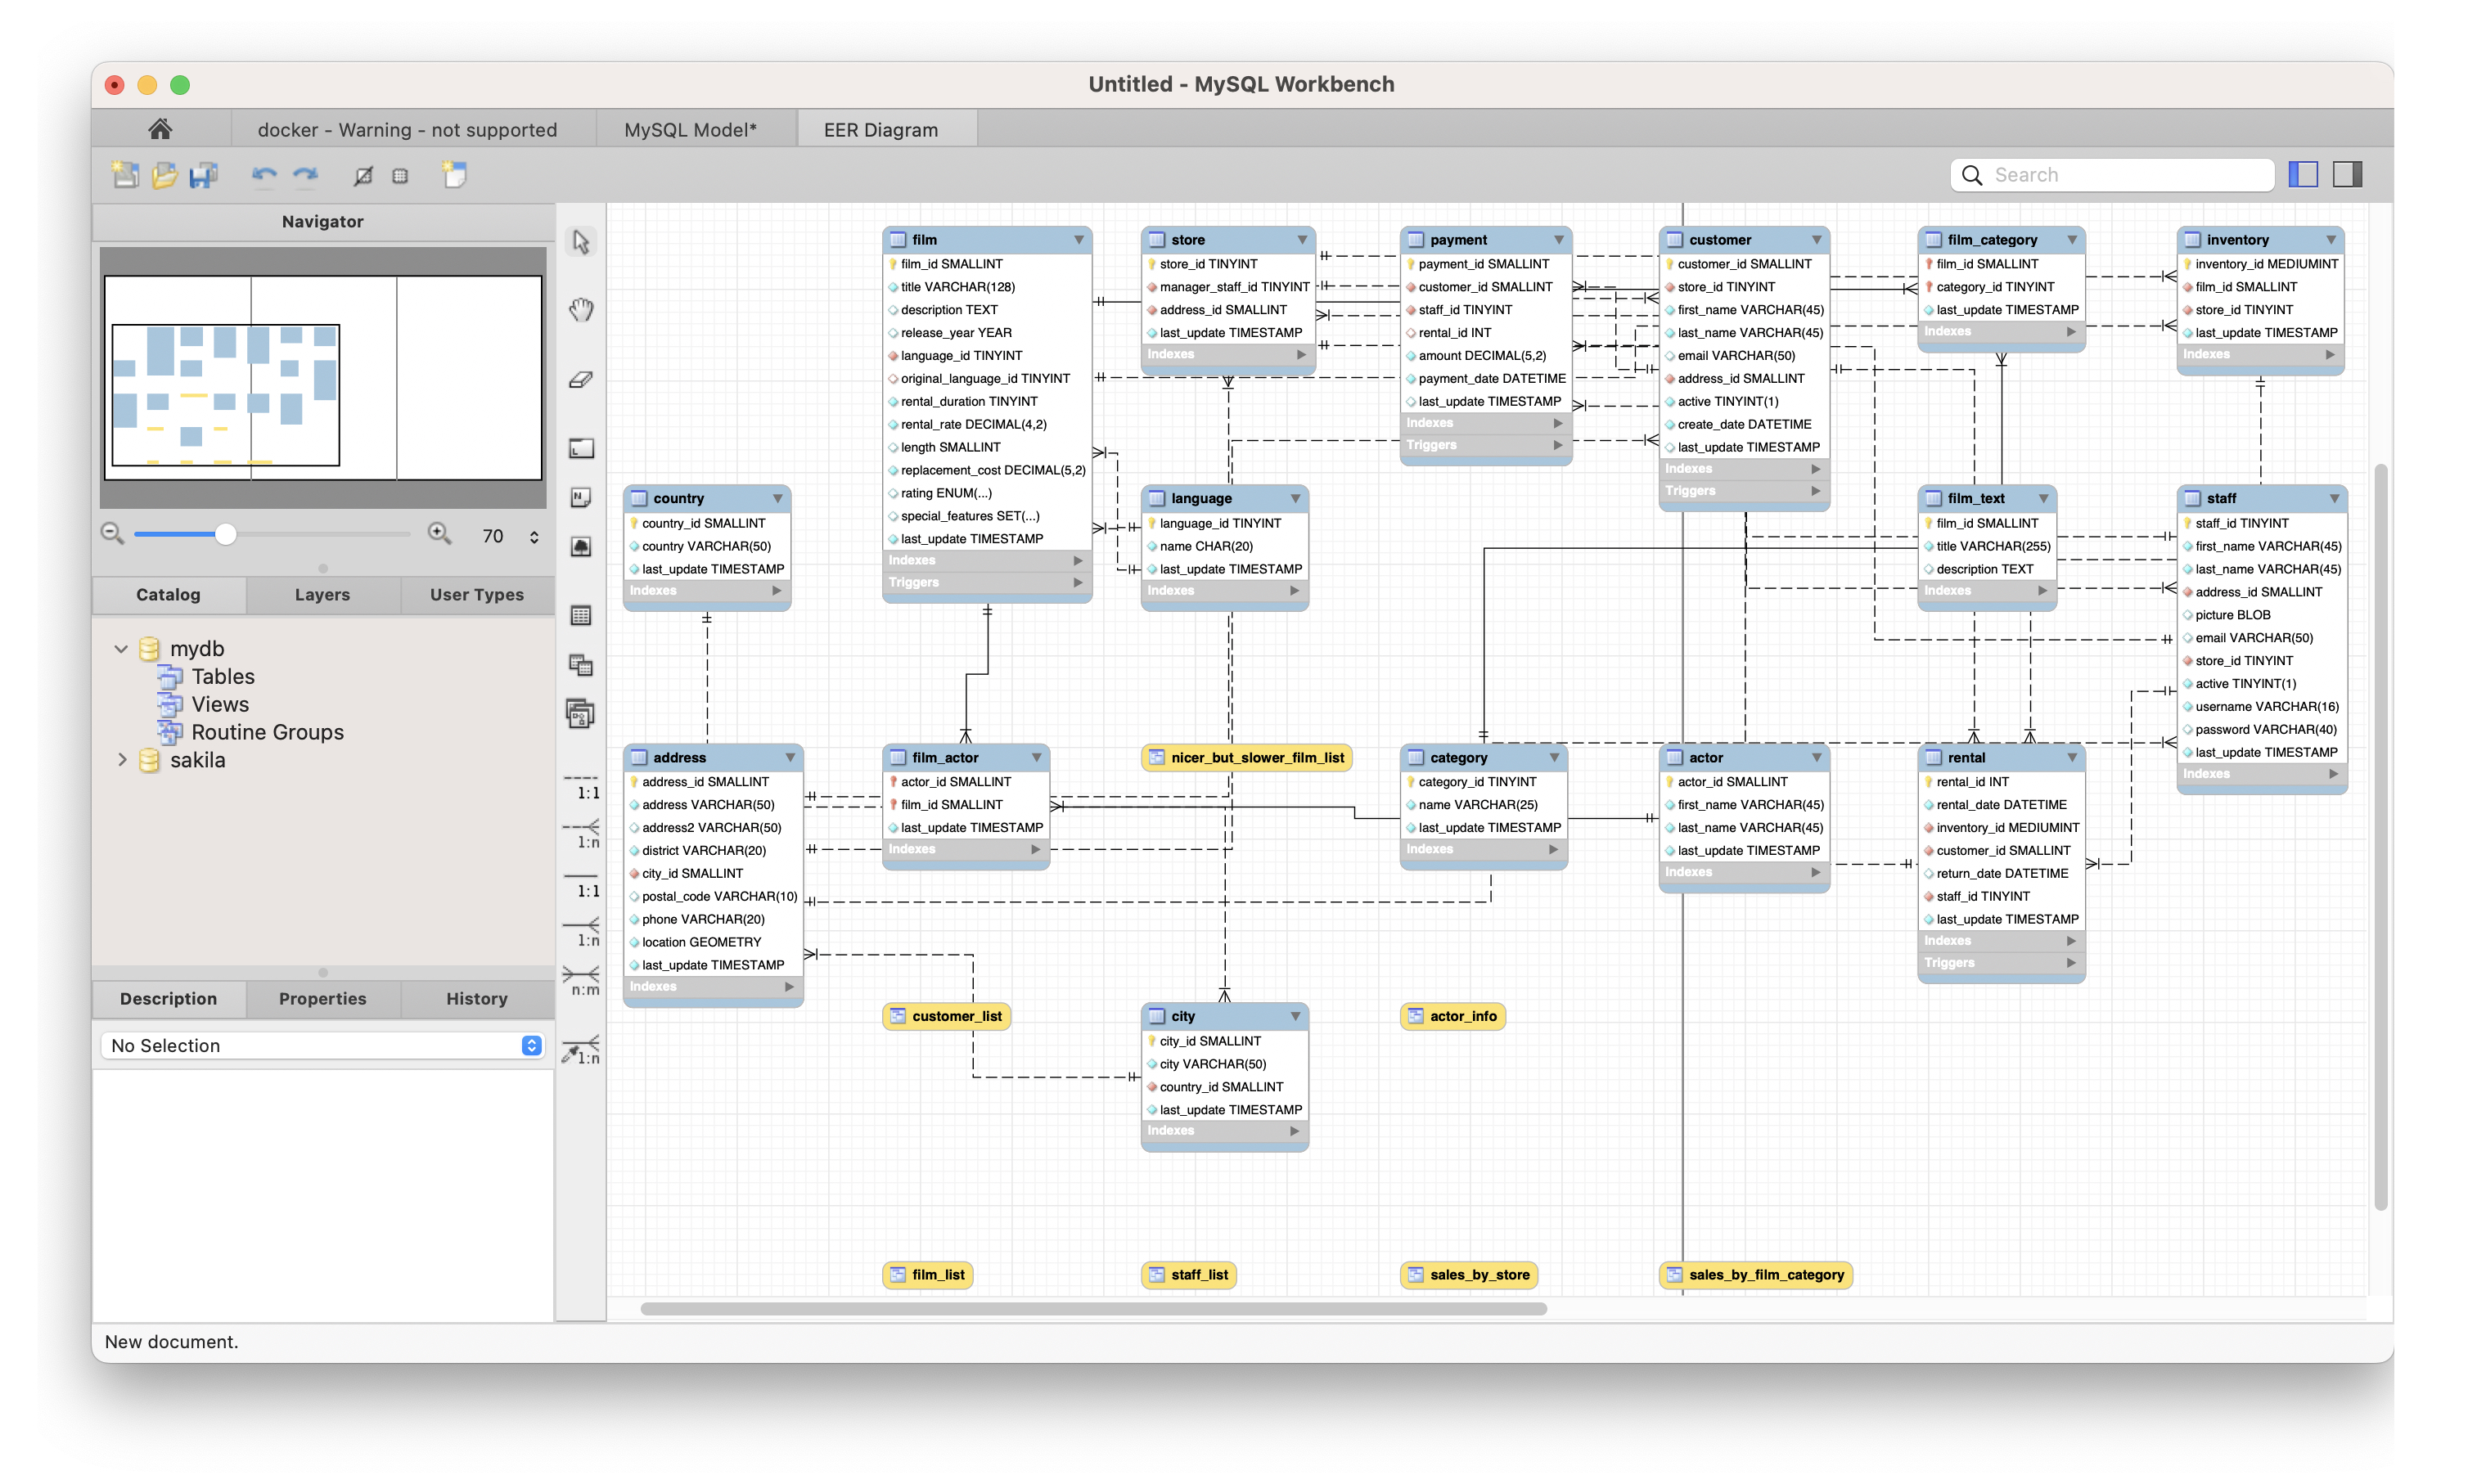 Untitled - MySQL Workbench
docker - Warning - not supported
MySQL Model*
EER Diagram
Search
Navigator
70
Catalog
Layers
User Types
mydb
Tables
Views
Routine Groups
sakila
Description
Properties
History
No Selection
New document.
1:1
1:n
1:1
1:n
n:m
1:n
film
film_id SMALLINT
title VARCHAR(128)
description TEXT
release_year YEAR
language_id TINYINT
original_language_id TINYINT
rental_duration TINYINT
rental_rate DECIMAL(4,2)
length SMALLINT
replacement_cost DECIMAL(5,2)
rating ENUM(...)
special_features SET(...)
last_update TIMESTAMP
Indexes
Triggers
store
store_id TINYINT
manager_staff_id TINYINT
address_id SMALLINT
last_update TIMESTAMP
Indexes
payment
payment_id SMALLINT
customer_id SMALLINT
staff_id TINYINT
rental_id INT
amount DECIMAL(5,2)
payment_date DATETIME
last_update TIMESTAMP
Indexes
Triggers
customer
customer_id SMALLINT
store_id TINYINT
first_name VARCHAR(45)
last_name VARCHAR(45)
email VARCHAR(50)
address_id SMALLINT
active TINYINT(1)
create_date DATETIME
last_update TIMESTAMP
Indexes
Triggers
film_category
film_id SMALLINT
category_id TINYINT
last_update TIMESTAMP
Indexes
inventory
inventory_id MEDIUMINT
film_id SMALLINT
store_id TINYINT
last_update TIMESTAMP
Indexes
country
country_id SMALLINT
country VARCHAR(50)
last_update TIMESTAMP
Indexes
language
language_id TINYINT
name CHAR(20)
last_update TIMESTAMP
Indexes
film_text
film_id SMALLINT
title VARCHAR(255)
description TEXT
Indexes
staff
staff_id TINYINT
first_name VARCHAR(45)
last_name VARCHAR(45)
address_id SMALLINT
picture BLOB
email VARCHAR(50)
store_id TINYINT
active TINYINT(1)
username VARCHAR(16)
password VARCHAR(40)
last_update TIMESTAMP
Indexes
address
address_id SMALLINT
address VARCHAR(50)
address2 VARCHAR(50)
district VARCHAR(20)
city_id SMALLINT
postal_code VARCHAR(10)
phone VARCHAR(20)
location GEOMETRY
last_update TIMESTAMP
Indexes
film_actor
actor_id SMALLINT
film_id SMALLINT
last_update TIMESTAMP
Indexes
nicer_but_slower_film_list
category
category_id TINYINT
name VARCHAR(25)
last_update TIMESTAMP
Indexes
actor
actor_id SMALLINT
first_name VARCHAR(45)
last_name VARCHAR(45)
last_update TIMESTAMP
Indexes
rental
rental_id INT
rental_date DATETIME
inventory_id MEDIUMINT
customer_id SMALLINT
return_date DATETIME
staff_id TINYINT
last_update TIMESTAMP
Indexes
Triggers
customer_list
city
city_id SMALLINT
city VARCHAR(50)
country_id SMALLINT
last_update TIMESTAMP
Indexes
actor_info
film_list
staff_list
sales_by_store
sales_by_film_category